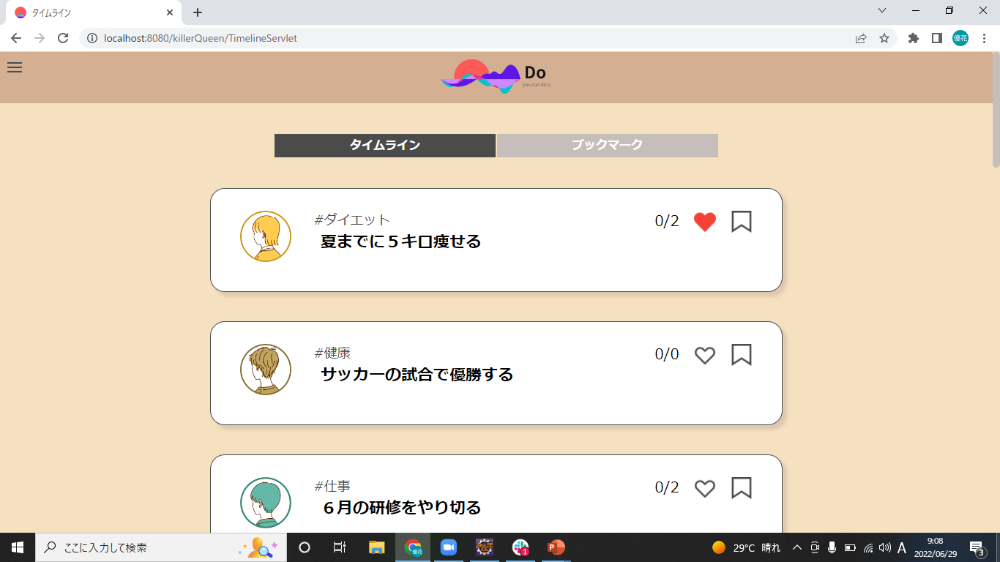 タイムライン
localhost:8080/killerQueen/TimelineServlet
優花
Do
you can do it
タイムライン
ブックマーク
#ダイエット
0/2
夏までに５キロ痩せる
#健康
0/0
サッカーの試合で優勝する
#仕事
0/2
６月の研修をやり切る
ここに入力して検索
優花
1
P
29°C 晴れ
A
9:08
2022/06/29
3